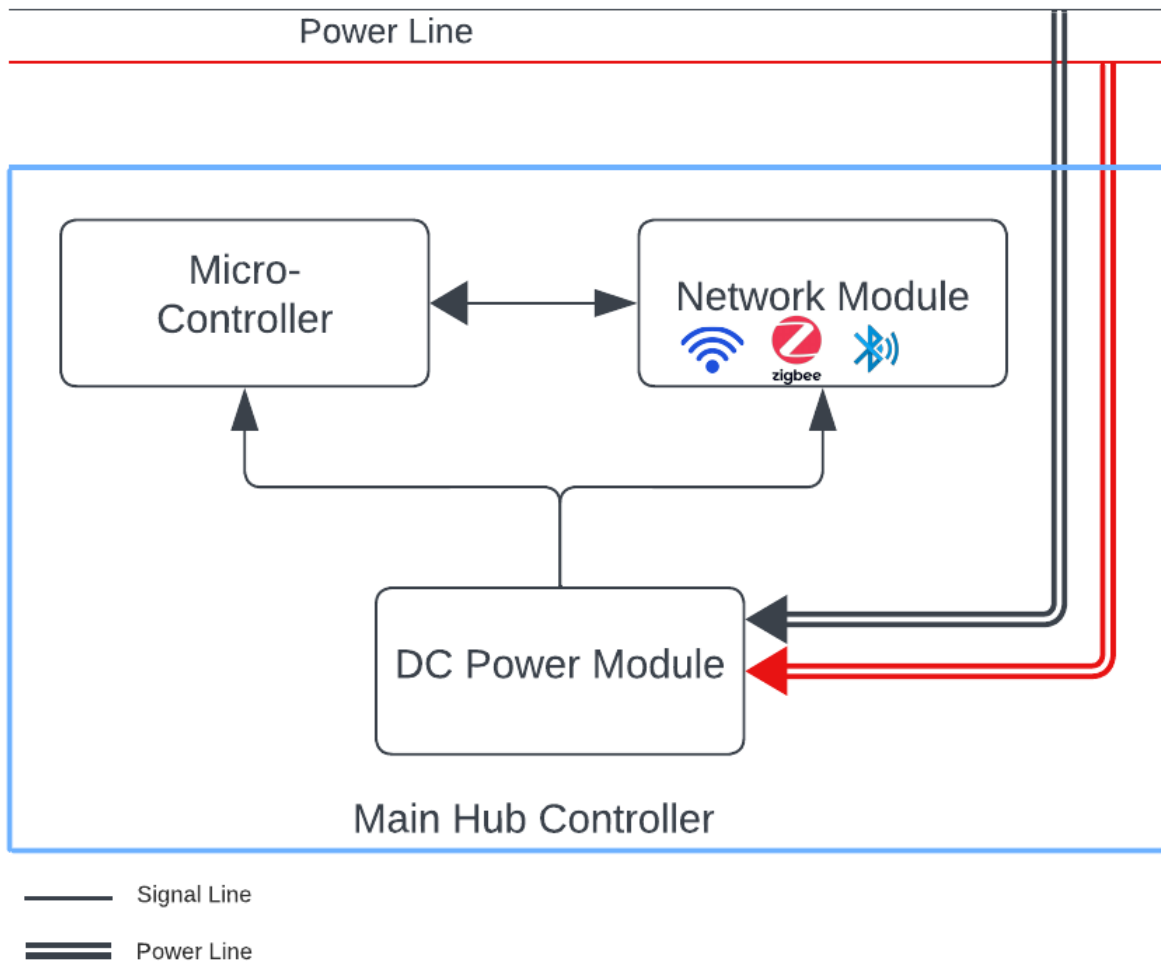 Power Line
Micro-
Controller
Network Module
zigbee
DC Power Module
Main Hub Controller
Signal Line
Power Line